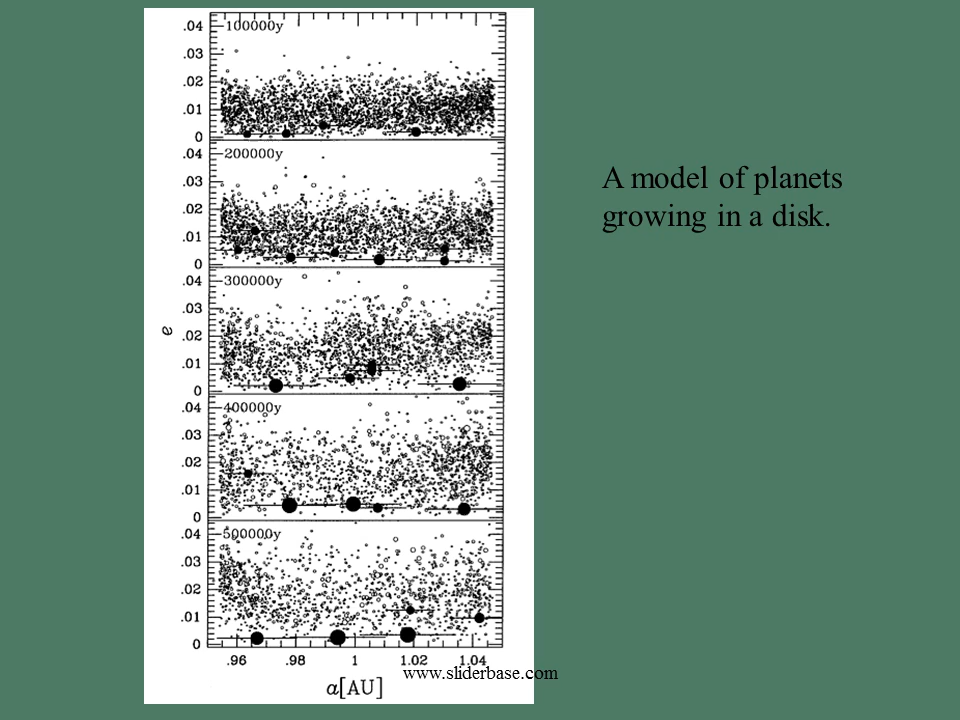 100000y
.04
.03
.02
.01
0
200000y
.04
.03
.02
.01
0
300000y
.04
.03
.02
.01
0
400000y
.04
.03
.02
.01
0
500000y
.04
.03
.02
.01
0
e
.96 .98 1 1.02 1.04
a[AU]
A model of planets
growing in a disk.
www.sliderbase.com